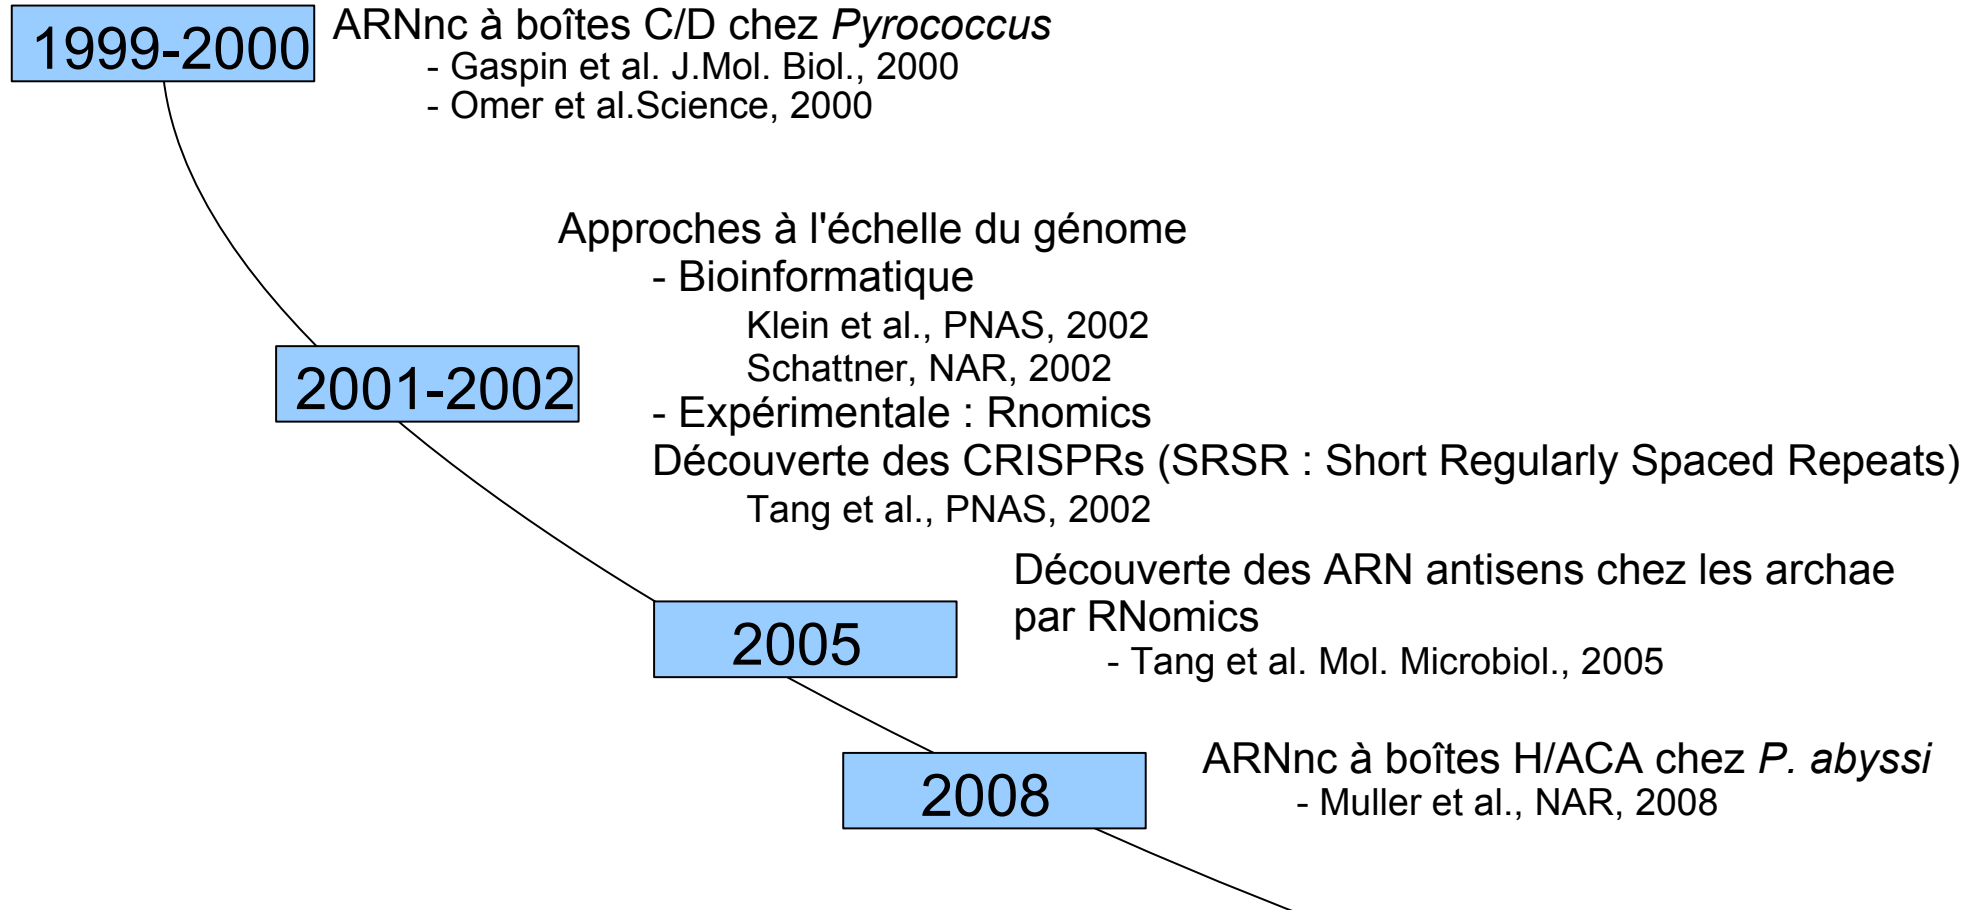 1999-2000
ARNnc à boîtes C/D chez Pyrococcus
- Gaspin et al. J.Mol. Biol., 2000
- Omer et al.Science, 2000
Approches à l'échelle du génome
- Bioinformatique
Klein et al., PNAS, 2002
2001-2002
Schattner, NAR, 2002
- Expérimentale : Rnomics
Découverte des CRISPRs (SRSR : Short Regularly Spaced Repeats)
Tang et al., PNAS, 2002
2005
Découverte des ARN antisens chez les archae
par RNomics
- Tang et al. Mol. Microbiol., 2005
2008
ARNnc à boîtes H/ACA chez P. abyssi
- Muller et al., NAR, 2008